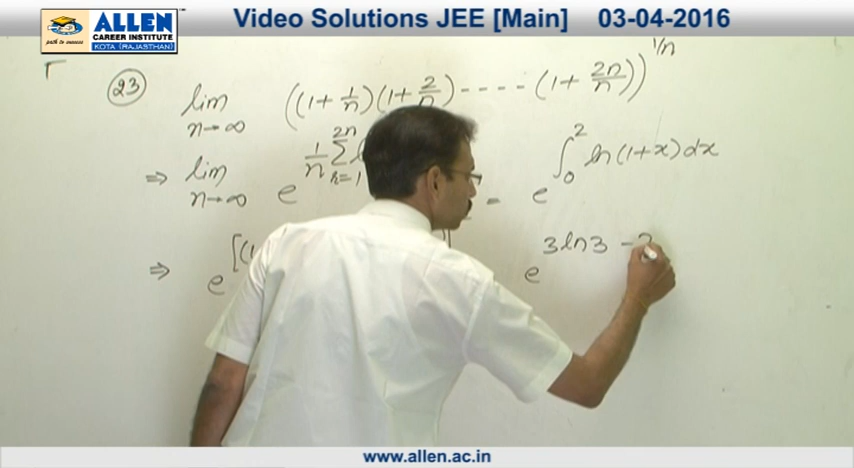 Video Solutions JEE [Main] 03-04-2016
ALLEN
CAREER INSTITUTE
KOTA (RAJASTHAN)
path to success
23
lim n→∞ ((1+1/n)(1+2/n)----(1+2n/n))^1/n
⇒ lim n→∞ e^1/n ∑ 2n r=1 = e^∫₀² ln(1+x)dx
⇒ e^[(1 e^3ln3 -
www.allen.ac.in